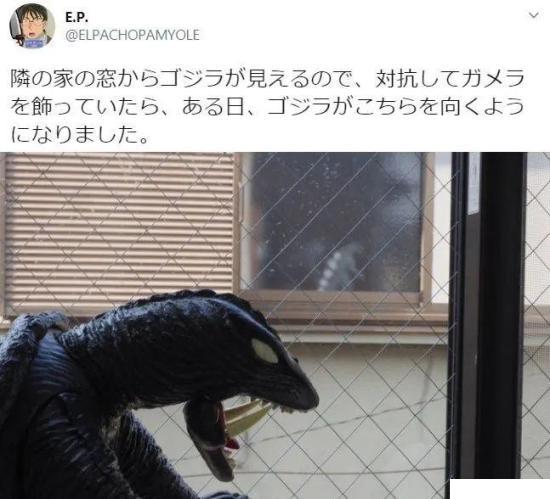 E.P.
@ELPACHOPAMYOLE
隣の家の窓からゴジラが見えるので、対抗してガメラ
を飾っていたら、ある日、ゴジラがこちらを向くよう
になりました。